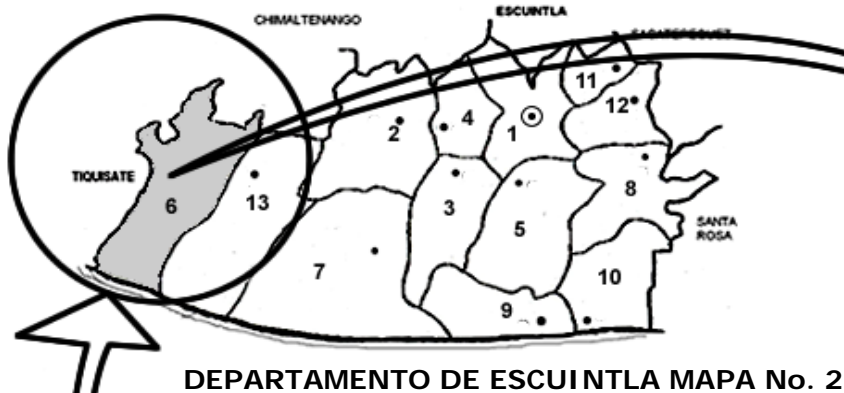 CHIMALTENANGO
ESCUINTLA
SACATEPEQUEZ
11
12
2
4
1
TIQUISATE
6
13
3
8
5
SANTA
ROSA
7
10
9
DEPARTAMENTO DE ESCUINTLA MAPA No. 2